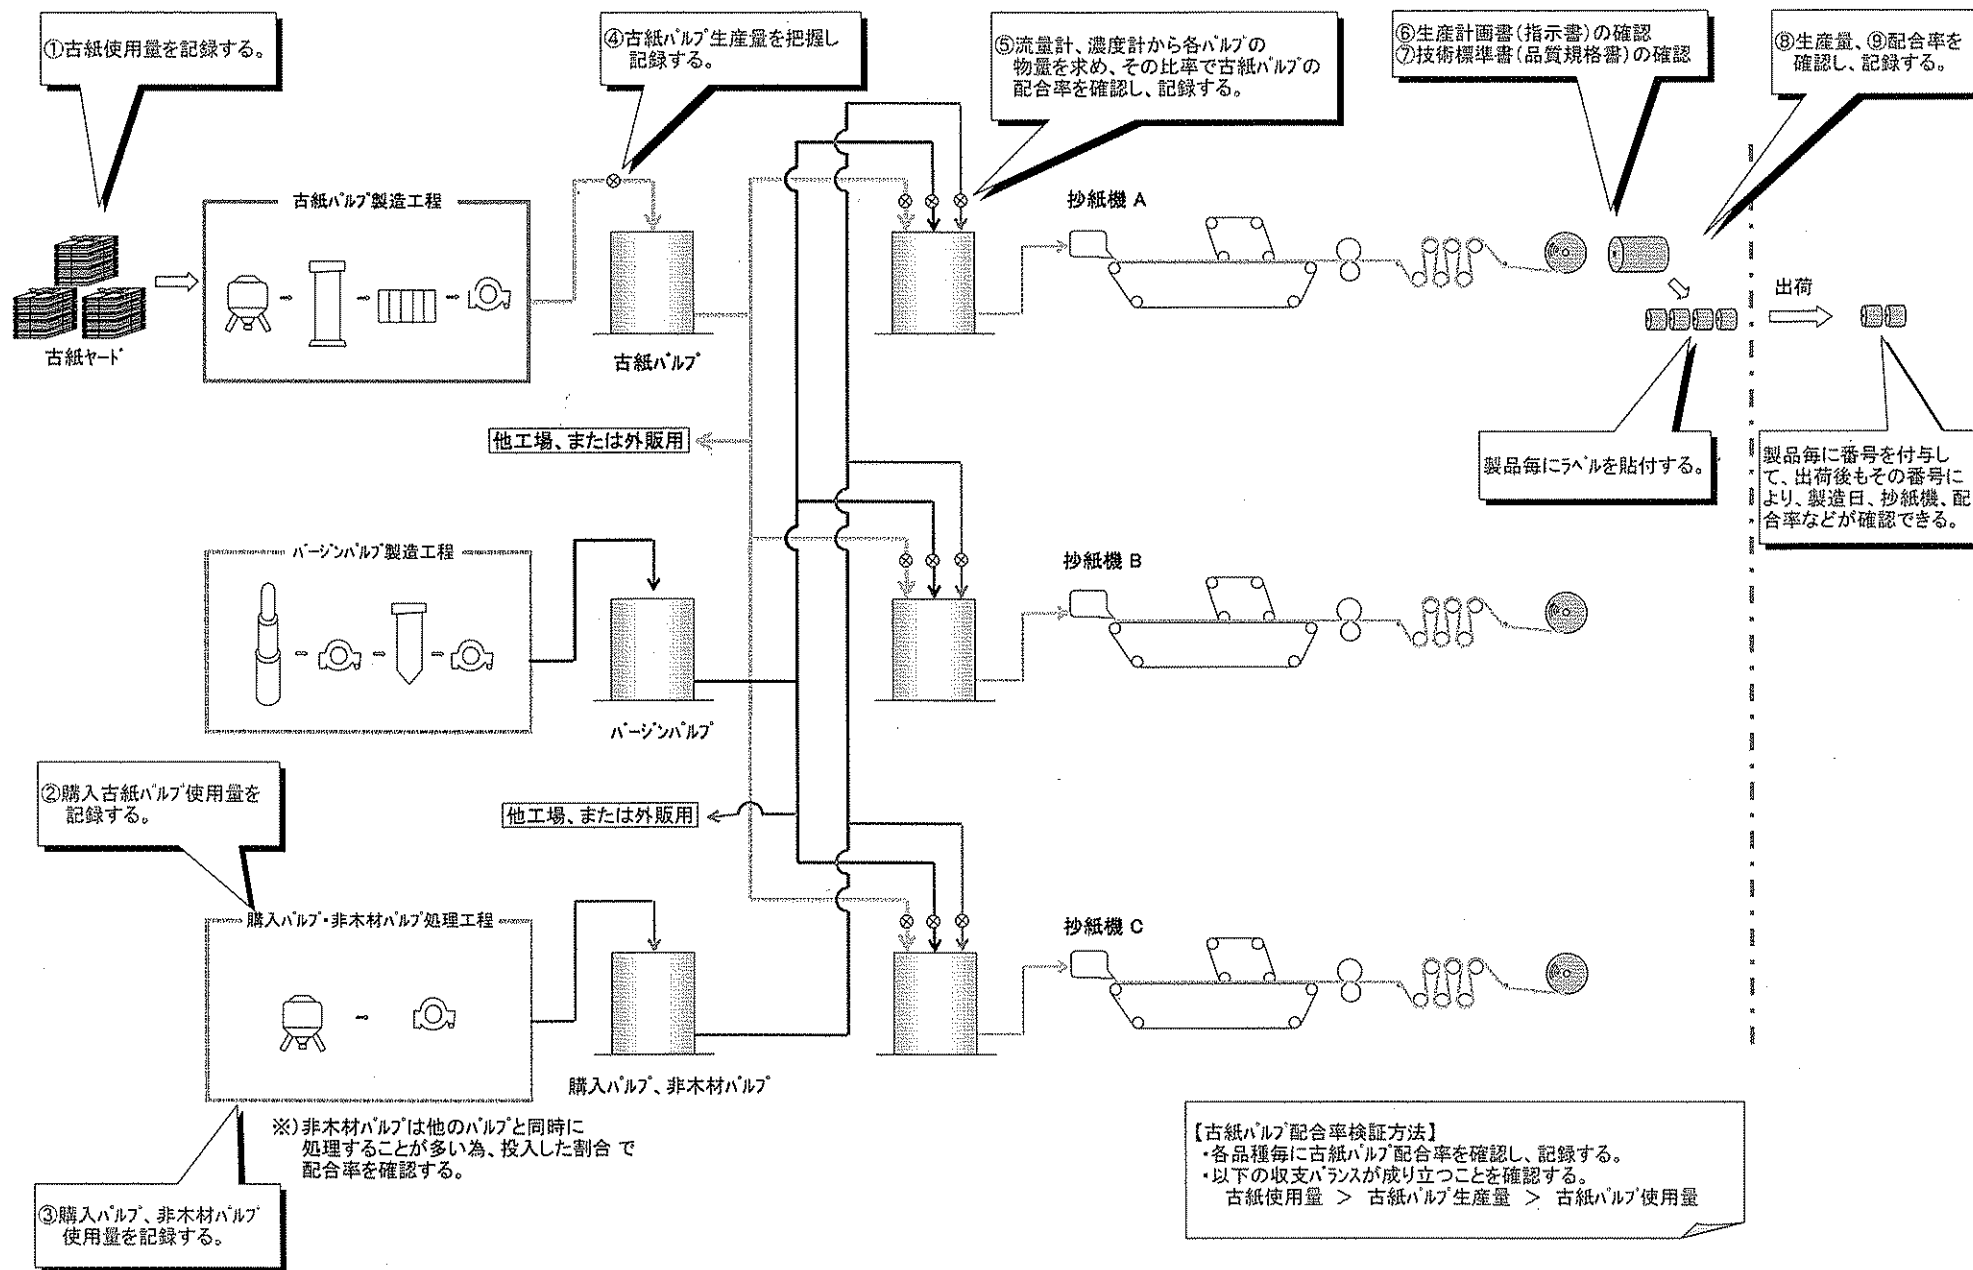 ①古紙使用量を記録する。
④古紙パルプ生産量を把握し
記録する。
⑤流量計、濃度計から各パルプの
物量を求め、その比率で古紙パルプの
配合率を確認し、記録する。
⑥生産計画書(指示書)の確認
⑦技術標準書(品質規格書)の確認
⑧生産量、⑨配合率を
確認し、記録する。
古紙パルプ製造工程
抄紙機 A
古紙ヤード
古紙パルプ
出荷
他工場、または外販用
製品毎にラベルを貼付する。
製品毎に番号を付与し
て、出荷後もその番号に
より、製造日、抄紙機、配
合率などが確認できる。
バージンパルプ製造工程
抄紙機 B
バージンパルプ
②購入古紙パルプ使用量を
記録する。
他工場、または外販用
購入パルプ・非木材パルプ処理工程
抄紙機 C
購入パルプ、非木材パルプ
※)非木材パルプは他のパルプと同時に
処理することが多い為、投入した割合 で
配合率を確認する。
③購入パルプ、非木材パルプ
使用量を記録する。
【古紙パルプ配合率検証方法】
・各品種毎に古紙パルプ配合率を確認し、記録する。
・以下の収支バランスが成り立つことを確認する。
古紙使用量 > 古紙パルプ生産量 > 古紙パルプ使用量